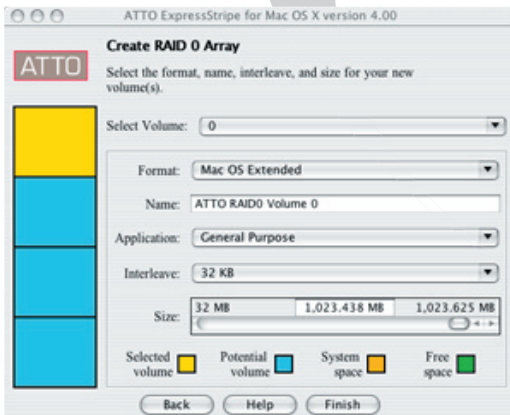 ATTO ExpressStripe for Mac OS X version 4.00
ATTO
Create RAID 0 Array
Select the format, name, interleave, and size for your new
volume(s).
Select Volume: 0
Format: Mac OS Extended
Name: ATTO RAID0 Volume 0
Application: General Purpose
Interleave: 32 KB
Size: 32 MB 1,023.438 MB 1,023.625 MB
Selected volume Potential volume System space Free space
Back Help Finish